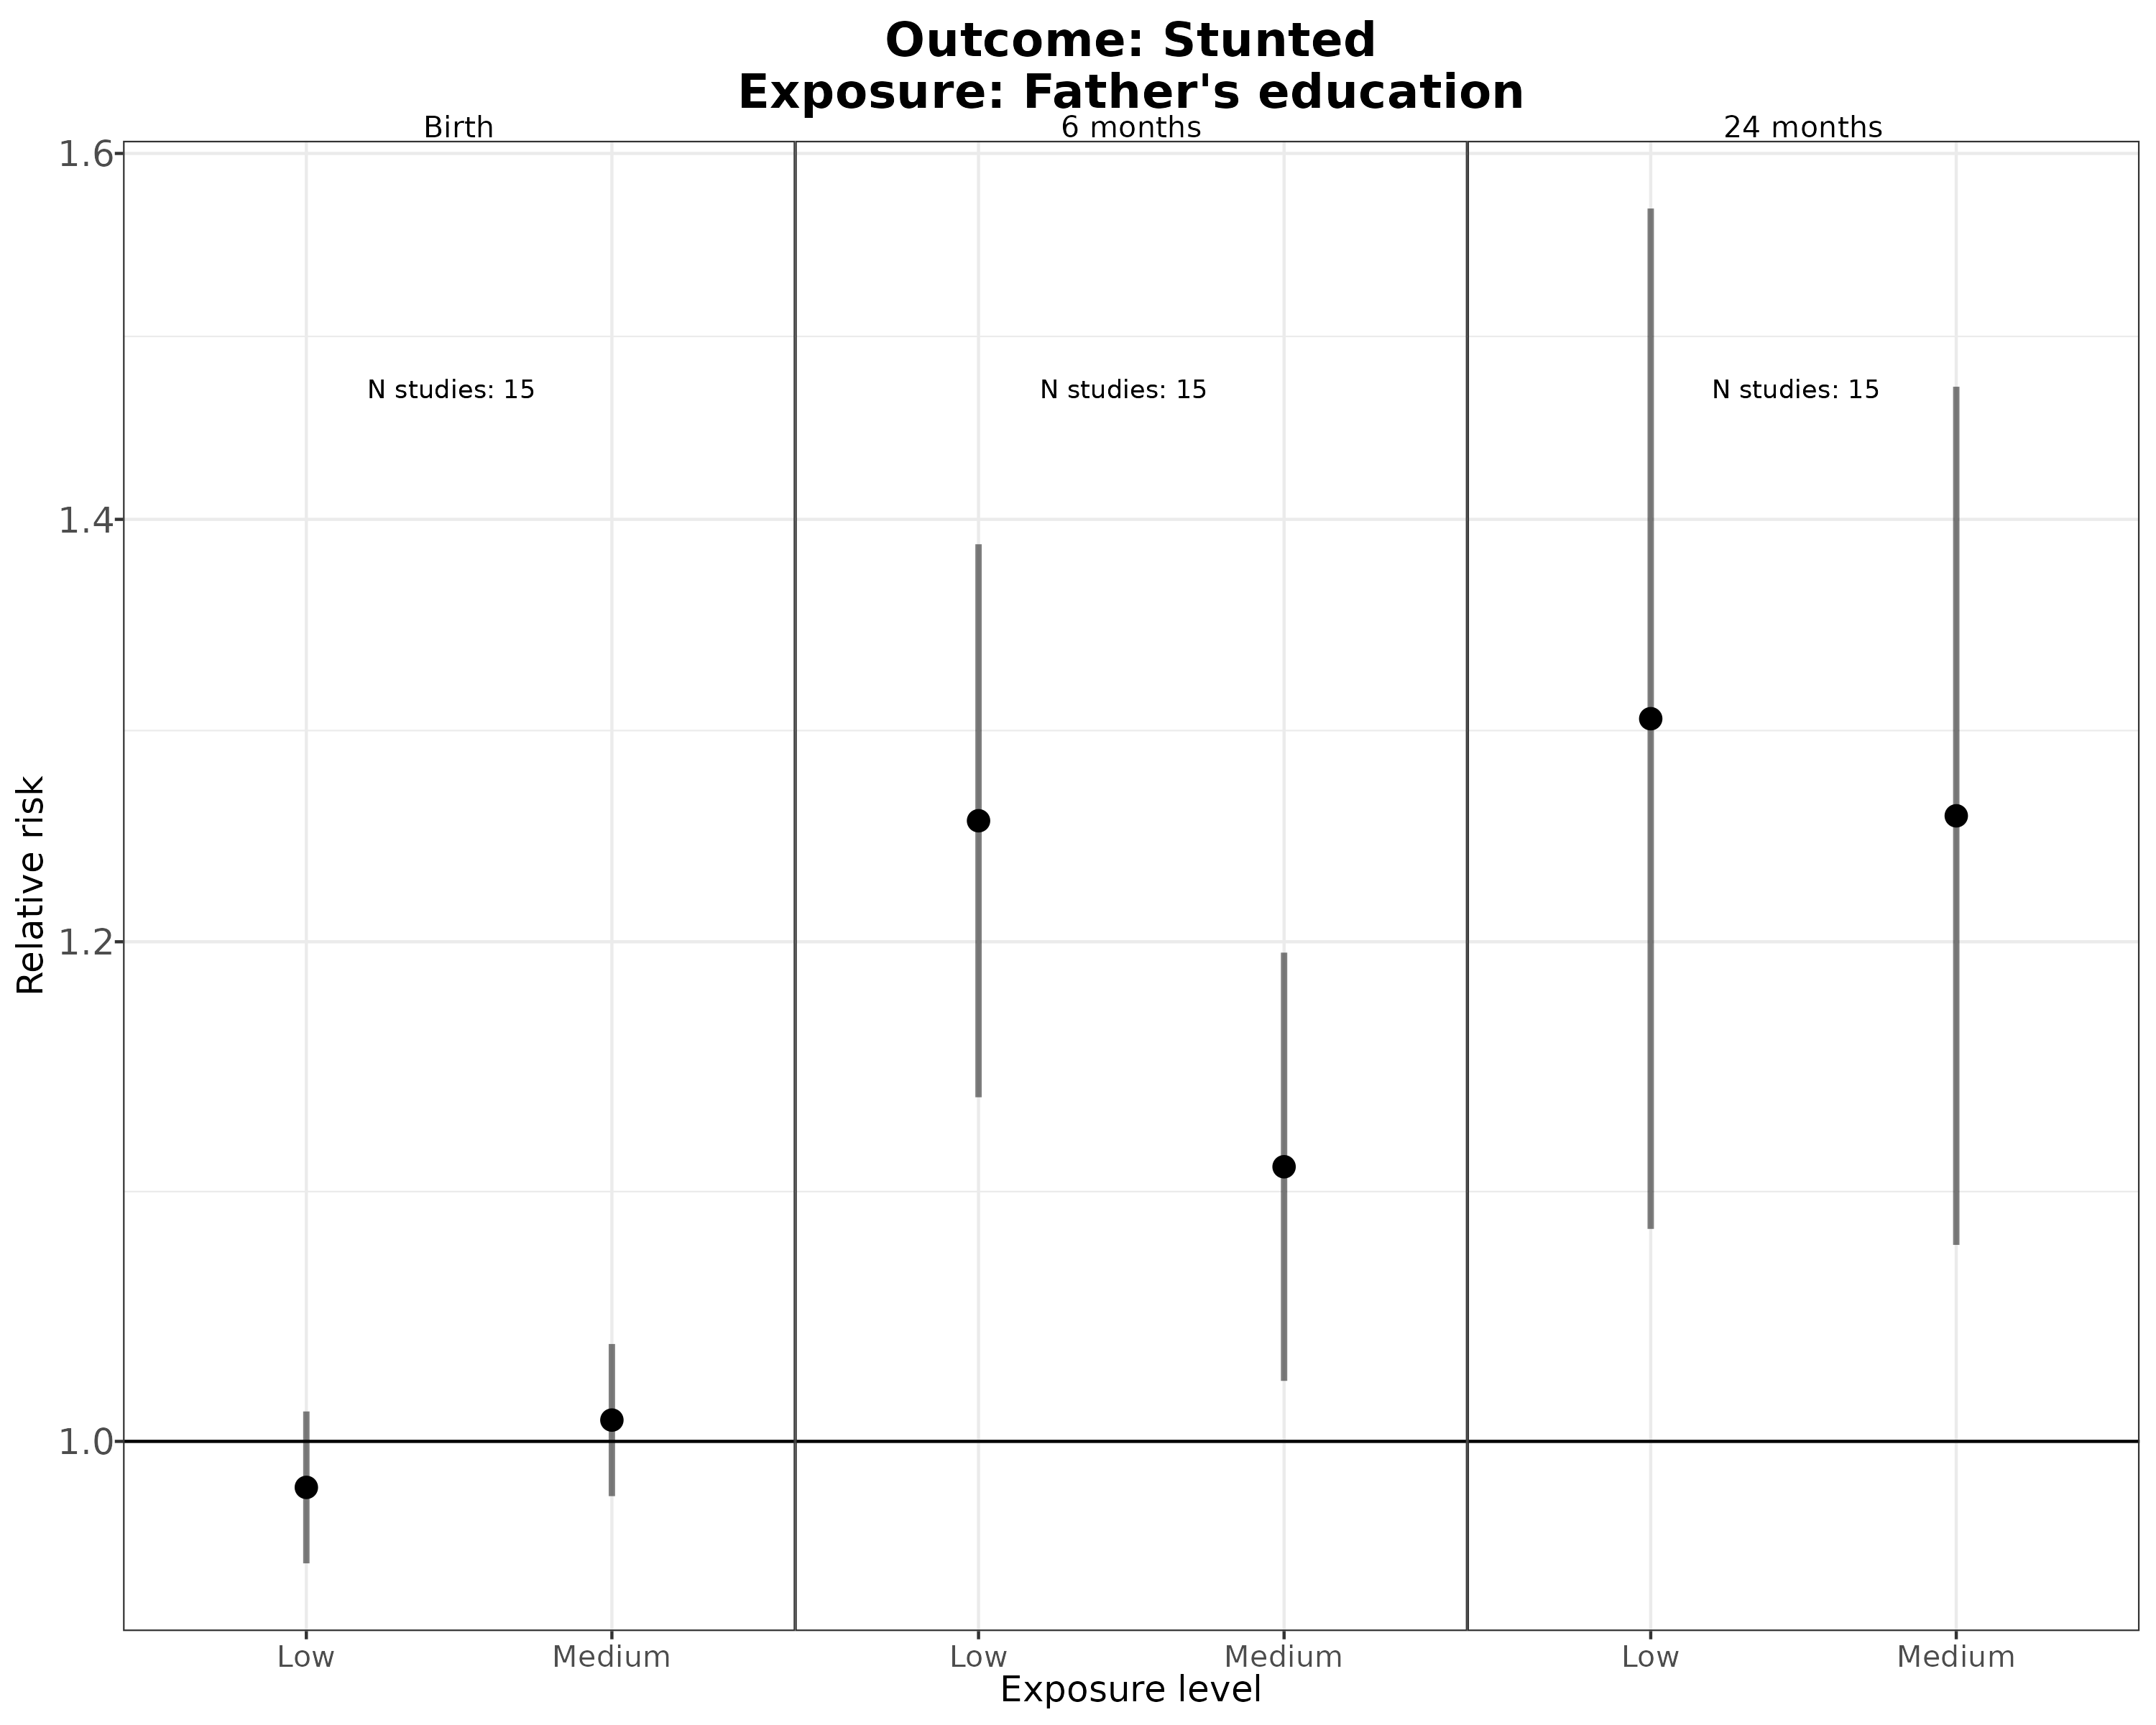 Outcome: Stunted
Exposure: Father's education
Birth
6 months
24 months
1.6
1.4
1.2
1.0
Relative risk
N studies: 15
N studies: 15
N studies: 15
Low
Medium
Low
Medium
Low
Medium
Exposure level